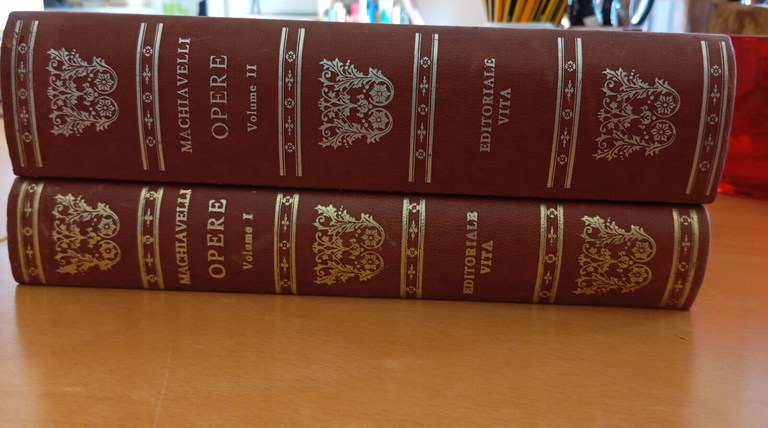 MACHIAVELLI
OPERE
Volume II
EDITORIALE
VITA
MACHIAVELLI
OPERE
Volume I
EDITORIALE
VITA